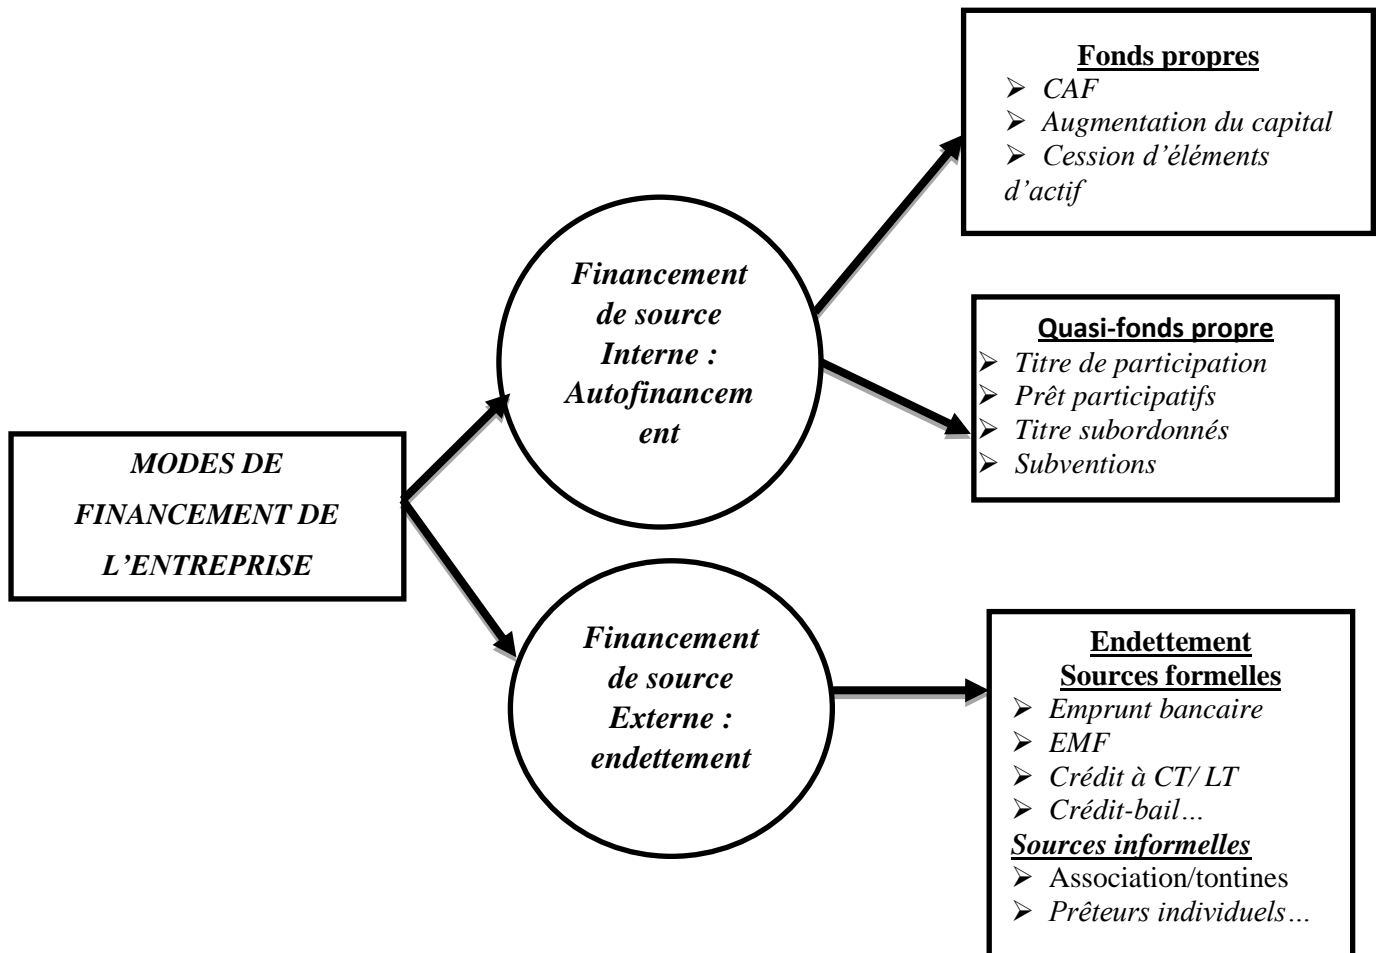 MODES DE
FINANCEMENT DE
L’ENTREPRISE
Financement
de source
Interne :
Autofinancem
ent
Fonds propres
➢ CAF
➢ Augmentation du capital
➢ Cession d’éléments
d’actif
Quasi-fonds propre
➢ Titre de participation
➢ Prêt participatifs
➢ Titre subordonnés
➢ Subventions
Financement
de source
Externe :
endettement
Endettement
Sources formelles
➢ Emprunt bancaire
➢ EMF
➢ Crédit à CT/ LT
➢ Crédit-bail…
Sources informelles
➢ Association/tontines
➢ Prêteurs individuels…